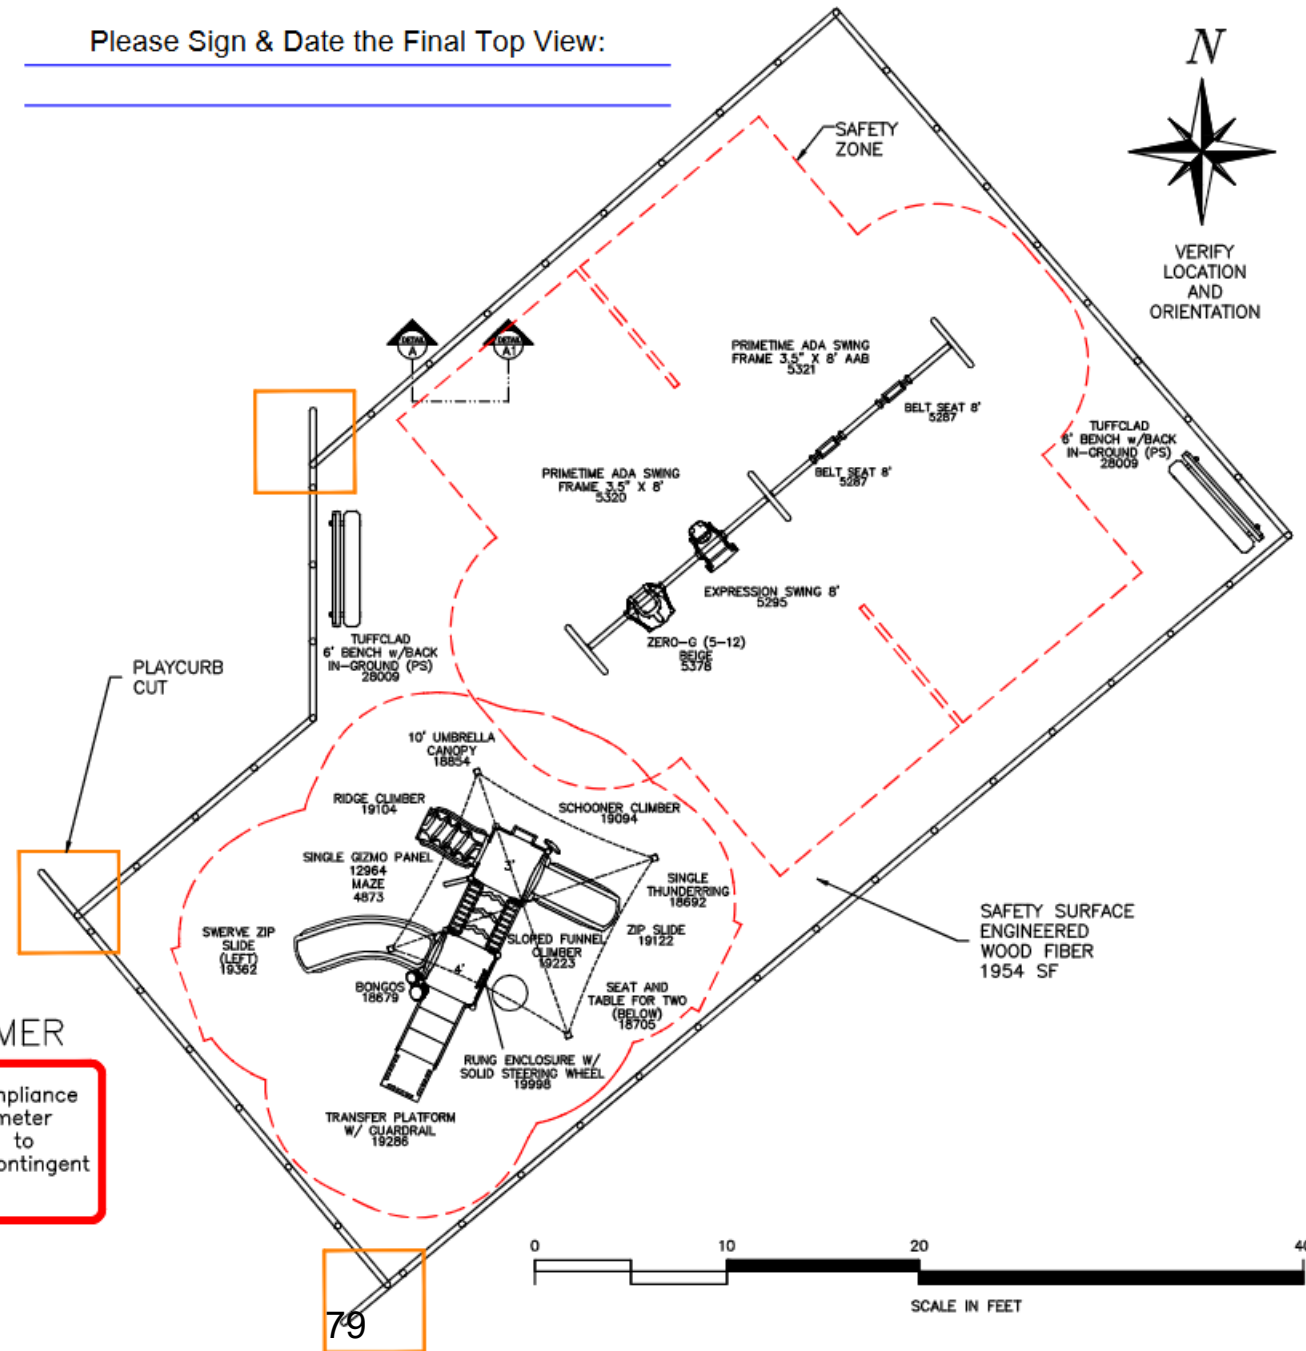 Please Sign & Date the Final Top View:
N
SAFETY
ZONE
VERIFY
LOCATION
AND
ORIENTATION
DETAIL
A
DETAIL
A1
PRIMETIME ADA SWING
FRAME 3.5" X 8' AAB
5321
BELT SEAT 8'
5287
BELT SEAT 8'
5287
TUFFCLAD
6' BENCH w/BACK
IN-GROUND (PS)
28009
PRIMETIME ADA SWING
FRAME 3.5" X 8'
5320
EXPRESSION SWING 8'
5295
ZERO-G (5-12)
BEIGE
5378
TUFFCLAD
6' BENCH w/BACK
IN-GROUND (PS)
28009
PLAYCURB
CUT
10' UMBRELLA
CANOPY
18854
RIDGE CLIMBER
19104
SCHOONER CLIMBER
19094
SINGLE GIZMO PANEL
12964
MAZE
4873
3'
SINGLE
THUNDERRING
18692
ZIP SLIDE
19122
SWERVE ZIP
SLIDE
(LEFT)
19362
SLOPED FUNNEL
CLIMBER
19223
4'
BONGOS
18679
SEAT AND
TABLE FOR TWO
(BELOW)
18705
RUNG ENCLOSURE W/
SOLID STEERING WHEEL
19998
TRANSFER PLATFORM
W/ GUARDRAIL
19286
SAFETY SURFACE
ENGINEERED
WOOD FIBER
1954 SF
MER
mpliance
meter
to
ontingent
0 10 20 40
SCALE IN FEET
79